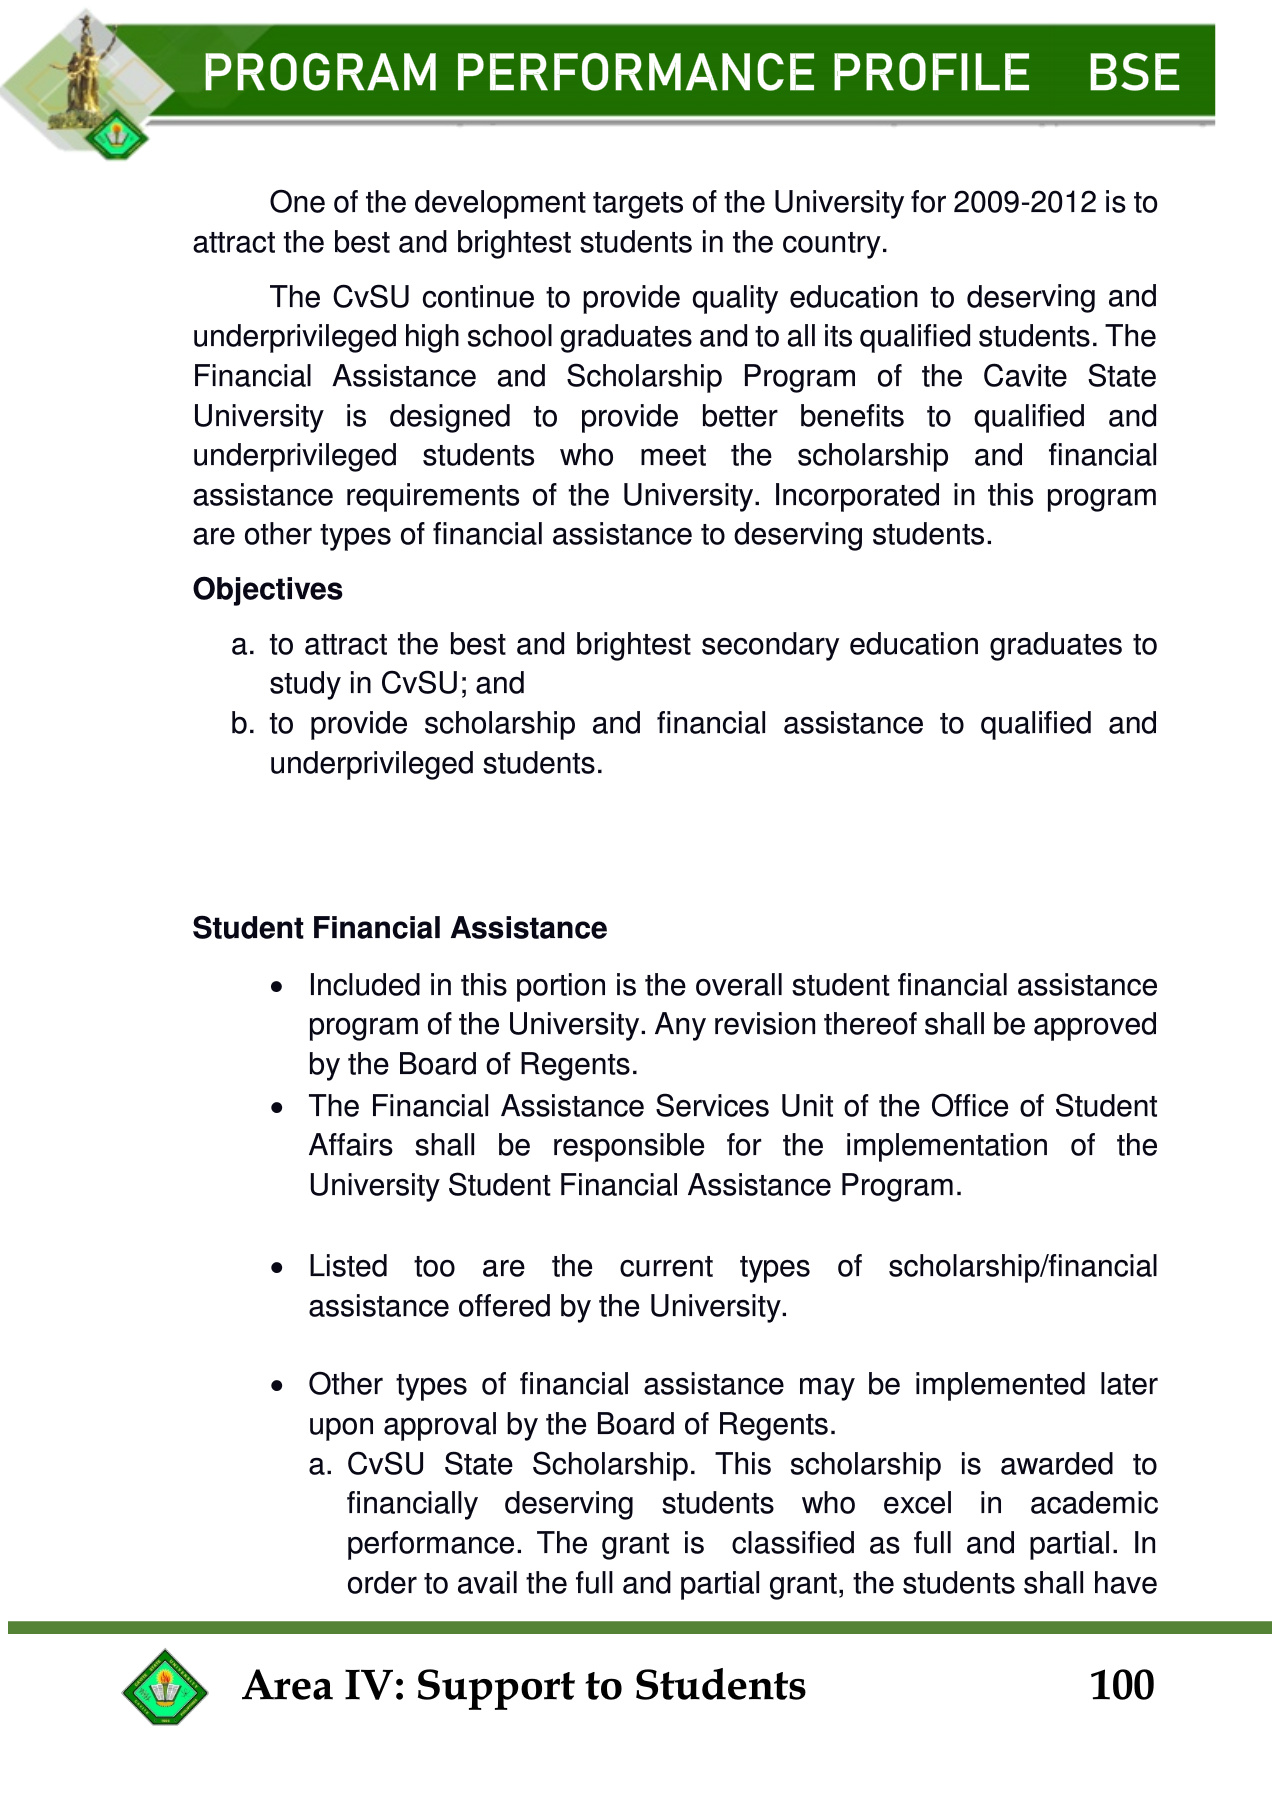 PROGRAM PERFORMANCE PROFILE BSE
One of the development targets of the University for 2009-2012 is to
attract the best and brightest students in the country.
The CvSU continue to provide quality education to deserving and
underprivileged high school graduates and to all its qualified students. The
Financial Assistance and Scholarship Program of the Cavite State
University is designed to provide better benefits to qualified and
underprivileged students who meet the scholarship and financial
assistance requirements of the University. Incorporated in this program
are other types of financial assistance to deserving students.
Objectives
a. to attract the best and brightest secondary education graduates to
study in CvSU; and
b. to provide scholarship and financial assistance to qualified and
underprivileged students.
Student Financial Assistance
• Included in this portion is the overall student financial assistance
program of the University. Any revision thereof shall be approved
by the Board of Regents.
• The Financial Assistance Services Unit of the Office of Student
Affairs shall be responsible for the implementation of the
University Student Financial Assistance Program.
• Listed too are the current types of scholarship/financial
assistance offered by the University.
• Other types of financial assistance may be implemented later
upon approval by the Board of Regents.
a. CvSU State Scholarship. This scholarship is awarded to
financially deserving students who excel in academic
performance. The grant is classified as full and partial. In
order to avail the full and partial grant, the students shall have
Area IV: Support to Students 100